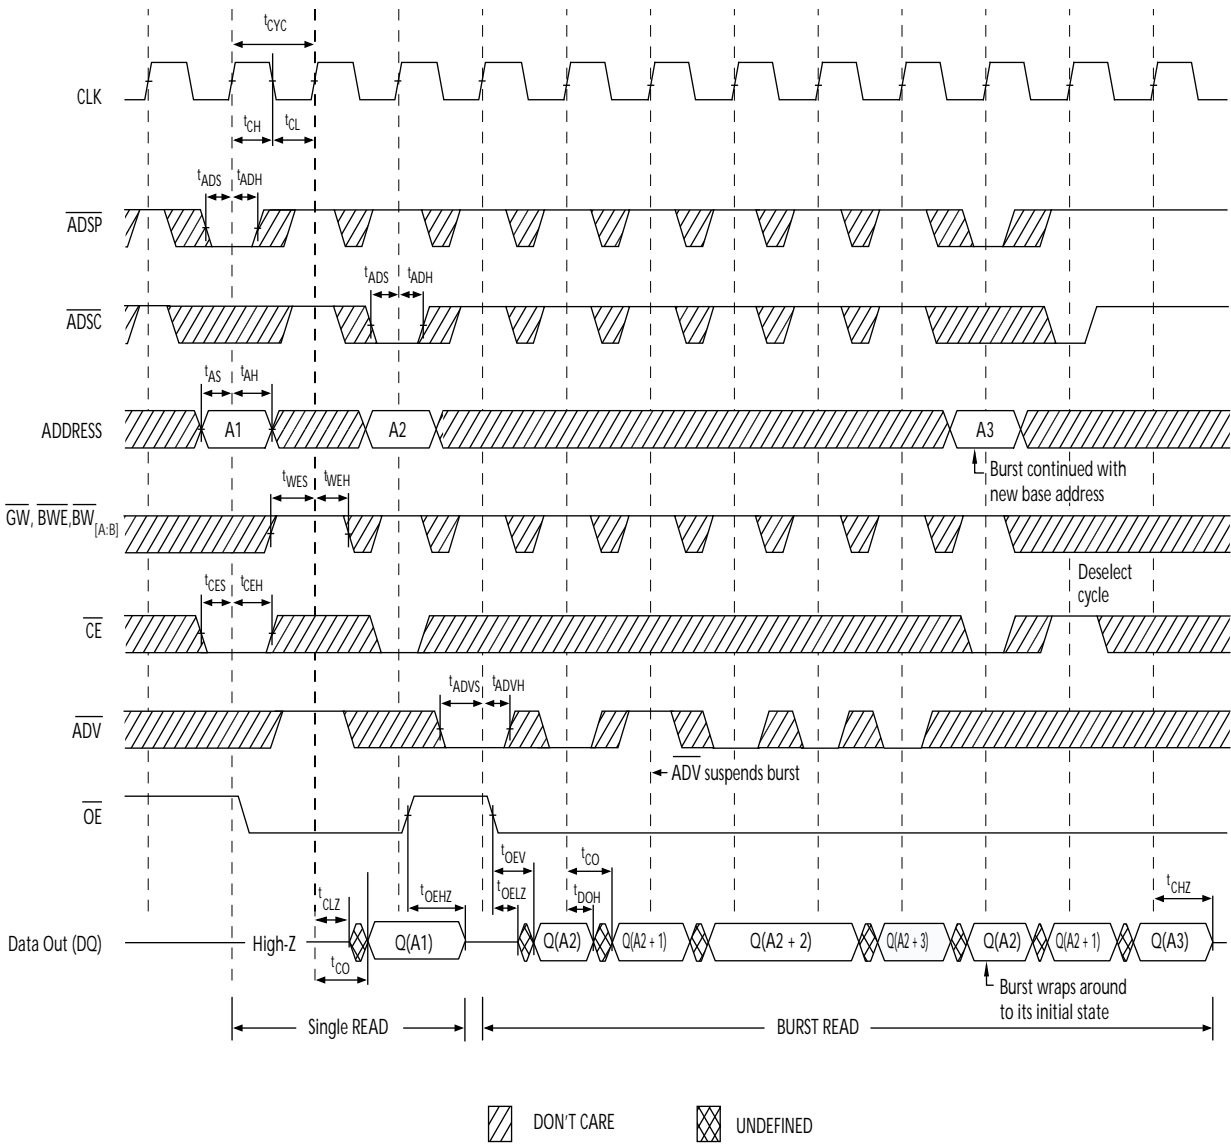 tCYC
CLK
tCH
tCL
tADS
tADH
ADSP
tADS
tADH
ADSC
tAS
tAH
ADDRESS
A1
A2
A3
Burst continued with
new base address
tWES
tWEH
GW, BWE,BW[A:B]
Deselect
cycle
tCES
tCEH
CE
tADVS
tADVH
ADV
ADV suspends burst
OE
tOEV
tCO
tCLZ
tOEHZ
tOELZ
tDOH
tCHZ
Data Out (DQ)
High-Z
Q(A1)
Q(A2)
Q(A2 + 1)
Q(A2 + 2)
Q(A2 + 3)
Q(A2)
Q(A2 + 1)
Q(A3)
tCO
Burst wraps around
to its initial state
Single READ
BURST READ
DON'T CARE
UNDEFINED